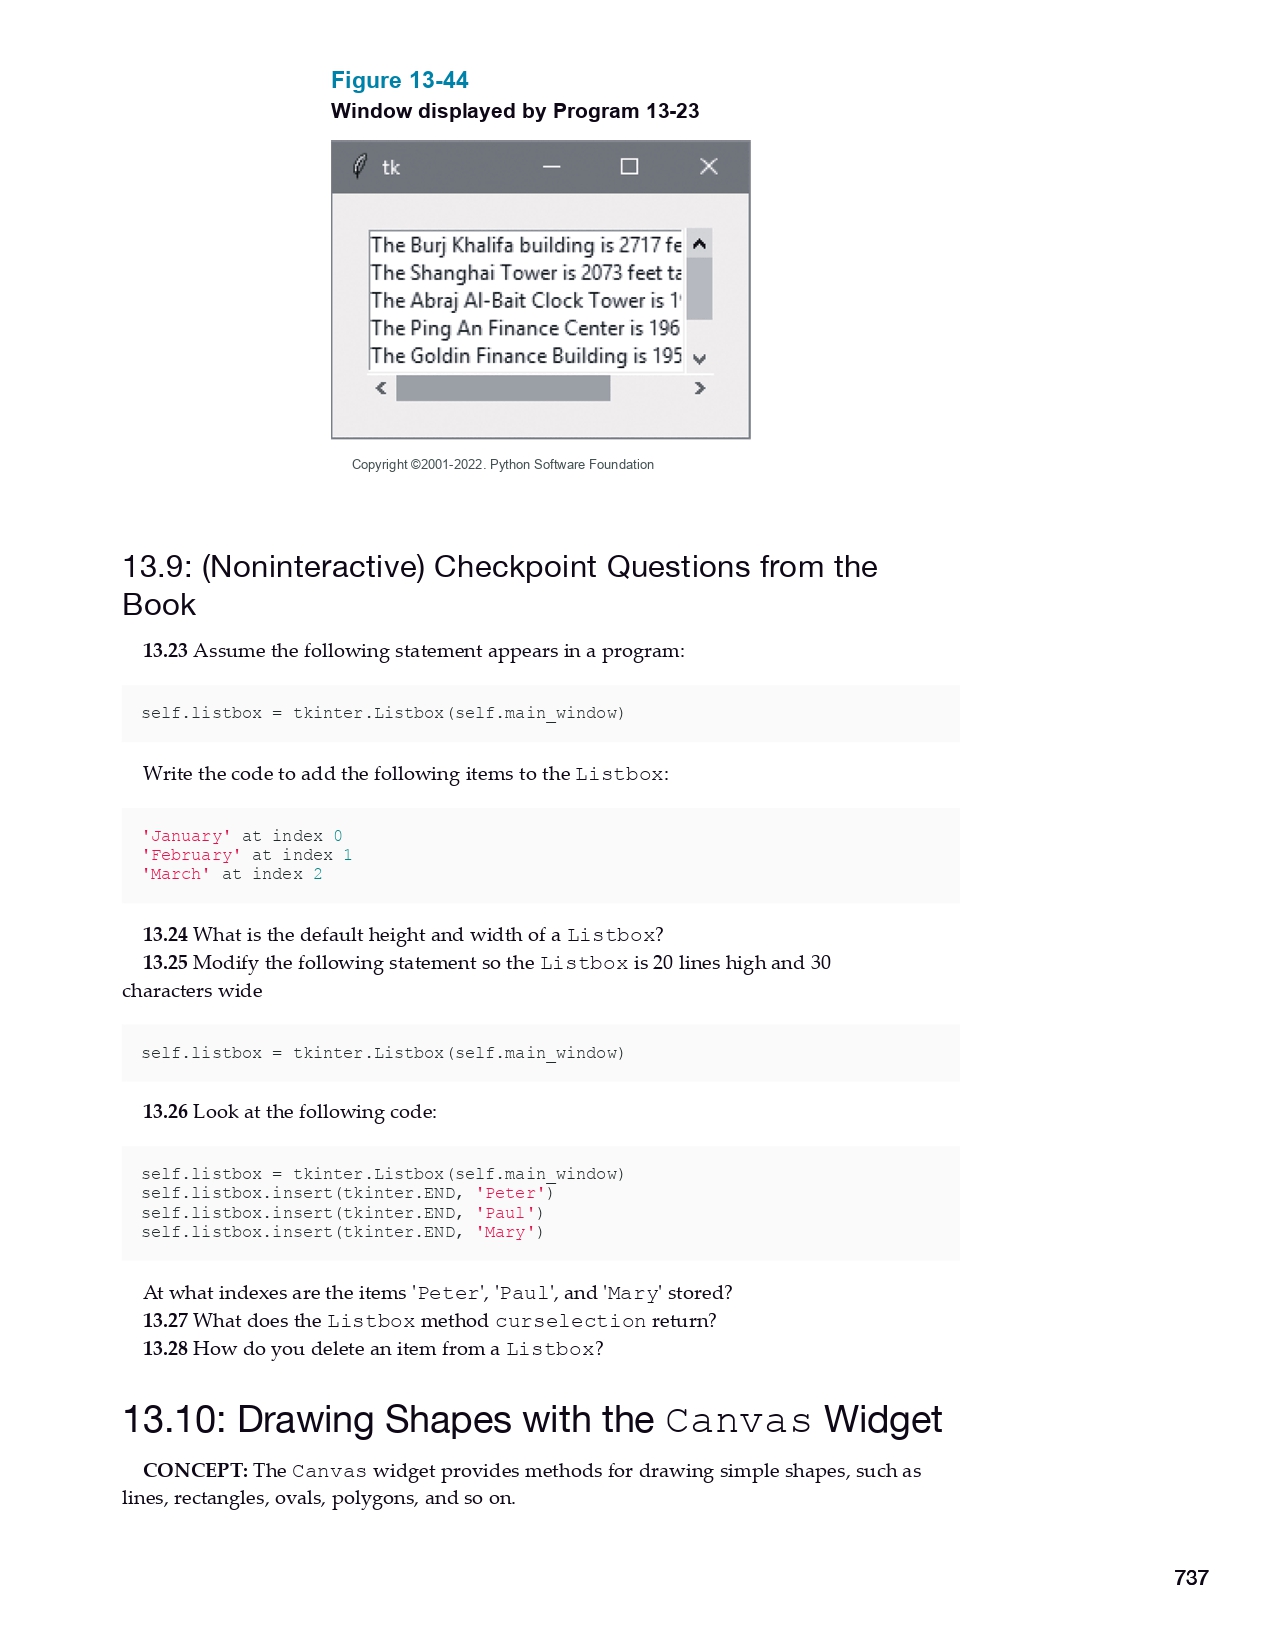 Figure 13-44
Window displayed by Program 13-23
tk
The Burj Khalifa building is 2717 fe
The Shanghai Tower is 2073 feet ta
The Abraj Al-Bait Clock Tower is 1
The Ping An Finance Center is 196
The Goldin Finance Building is 195
Copyright ©2001-2022. Python Software Foundation
13.9: (Noninteractive) Checkpoint Questions from the
Book
13.23 Assume the following statement appears in a program:
self.listbox = tkinter.Listbox(self.main_window)
Write the code to add the following items to the Listbox:
'January' at index 0
'February' at index 1
'March' at index 2
13.24 What is the default height and width of a Listbox?
13.25 Modify the following statement so the Listbox is 20 lines high and 30
characters wide
self.listbox = tkinter.Listbox(self.main_window)
13.26 Look at the following code:
self.listbox = tkinter.Listbox(self.main_window)
self.listbox.insert(tkinter.END, 'Peter')
self.listbox.insert(tkinter.END, 'Paul')
self.listbox.insert(tkinter.END, 'Mary')
At what indexes are the items 'Peter', 'Paul', and 'Mary' stored?
13.27 What does the Listbox method curselection return?
13.28 How do you delete an item from a Listbox?
13.10: Drawing Shapes with the Canvas Widget
CONCEPT: The Canvas widget provides methods for drawing simple shapes, such as
lines, rectangles, ovals, polygons, and so on.
737